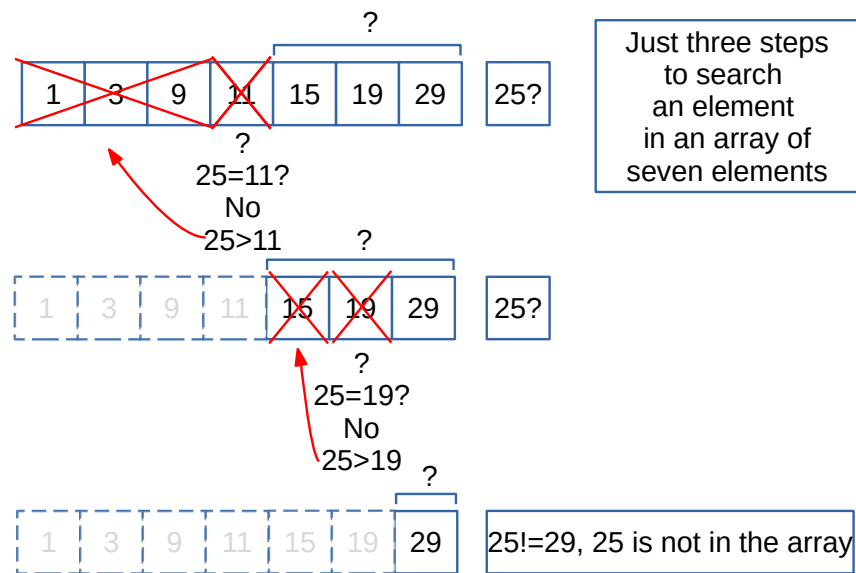 ?
1 3 9 11 15 19 29 25?
Just three steps
to search
an element
in an array of
seven elements
?
25=11?
No
25>11
?
1 3 9 11 15 19 29 25?
?
25=19?
No
25>19
?
1 3 9 11 15 19 29
25!=29, 25 is not in the array